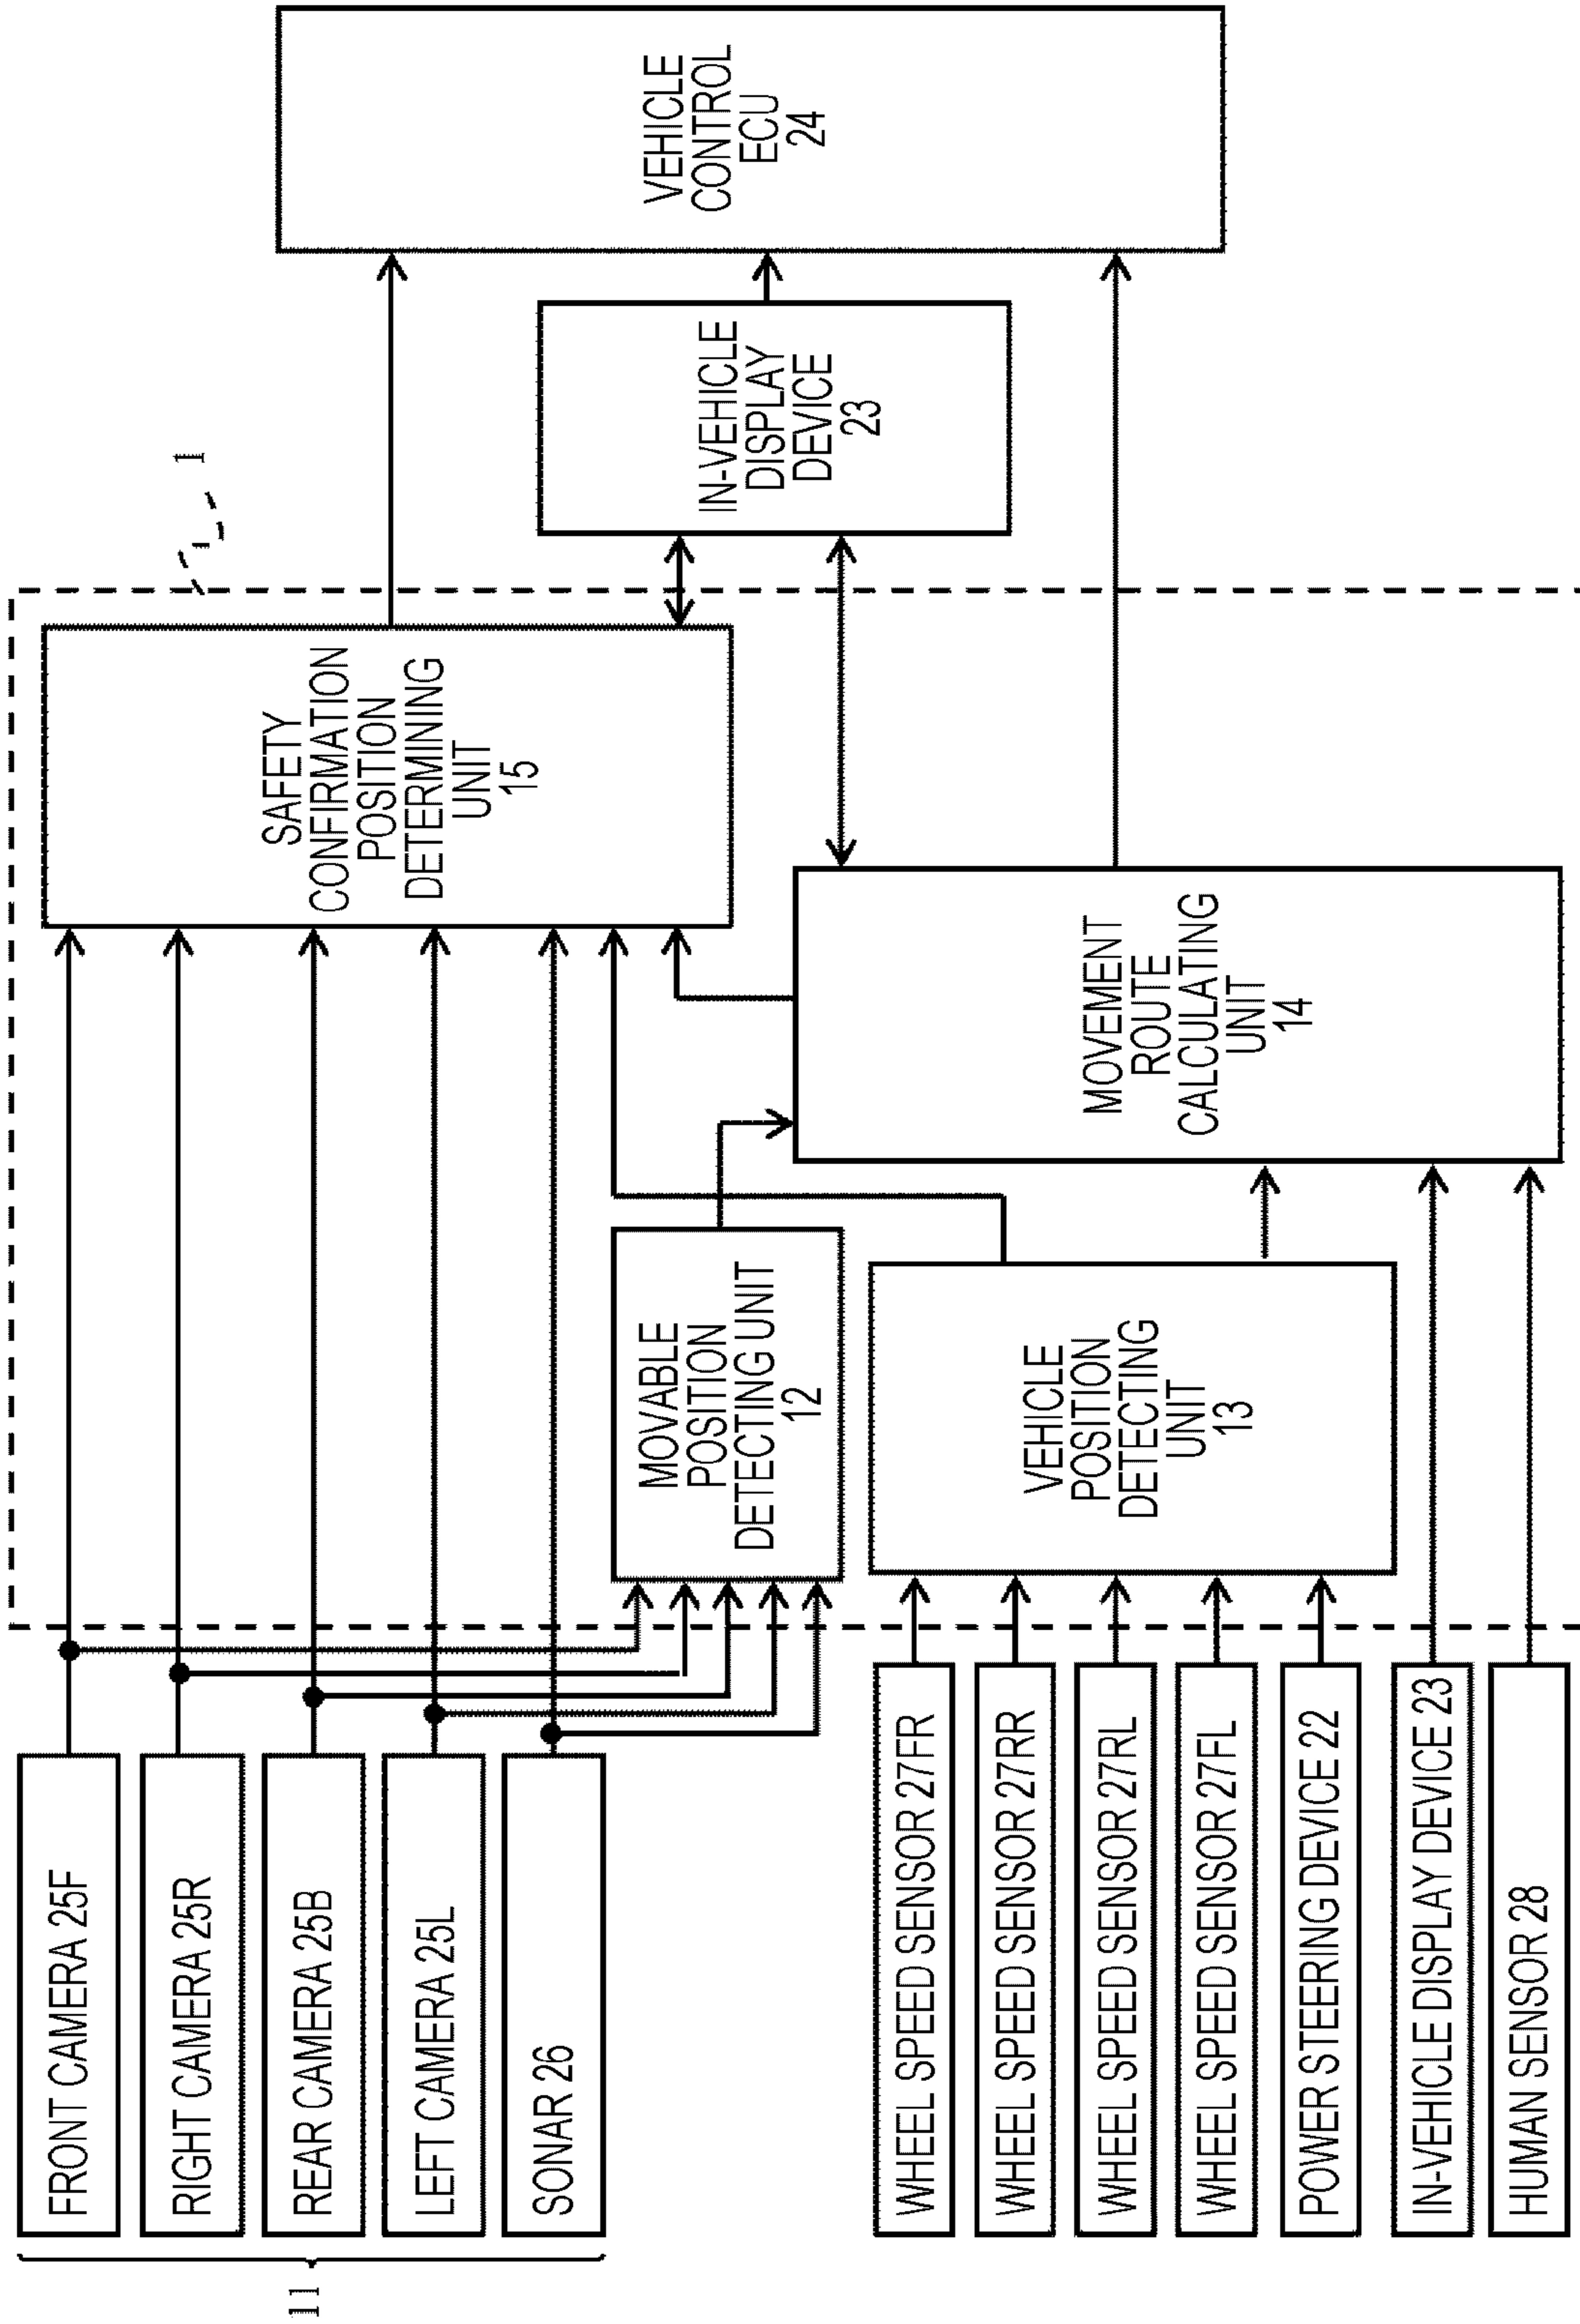 11
FRONT CAMERA 25F
RIGHT CAMERA 25R
REAR CAMERA 25B
LEFT CAMERA 25L
SONAR 26
WHEEL SPEED SENSOR 27FR
WHEEL SPEED SENSOR 27RR
WHEEL SPEED SENSOR 27RL
WHEEL SPEED SENSOR 27FL
POWER STEERING DEVICE 22
IN-VEHICLE DISPLAY DEVICE 23
HUMAN SENSOR 28
MOVABLE
POSITION
DETECTING UNIT
12
VEHICLE
POSITION
DETECTING
UNIT
13
SAFETY
CONFIRMATION
POSITION
DETERMINING
UNIT
15
MOVEMENT
ROUTE
CALCULATING
UNIT
14
1
IN-VEHICLE
DISPLAY
DEVICE
23
VEHICLE
CONTROL
ECU
24